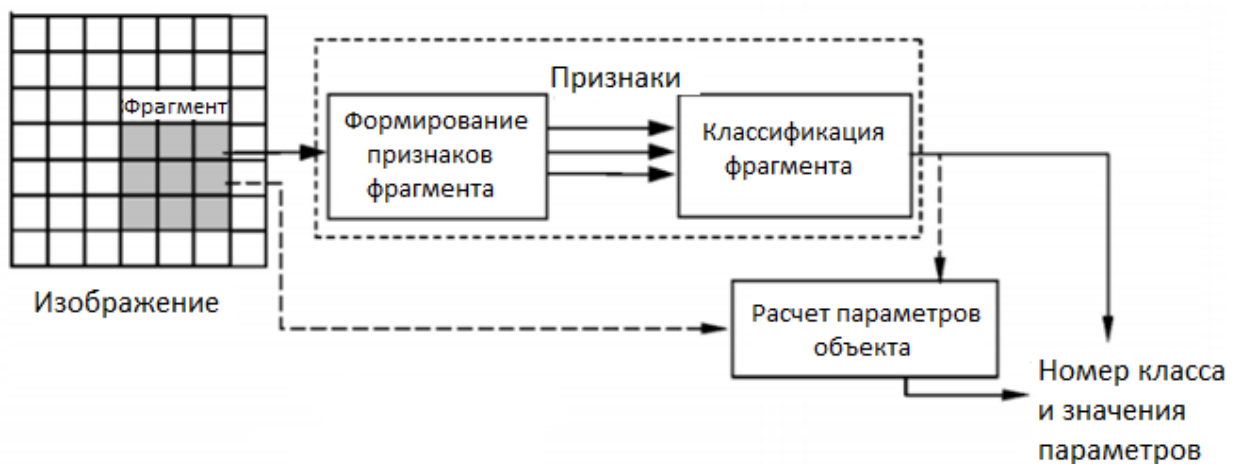 Фрагмент
Изображение
Признаки
Формирование
признаков
фрагмента
Классификация
фрагмента
Расчет параметров
объекта
Номер класса
и значения
параметров